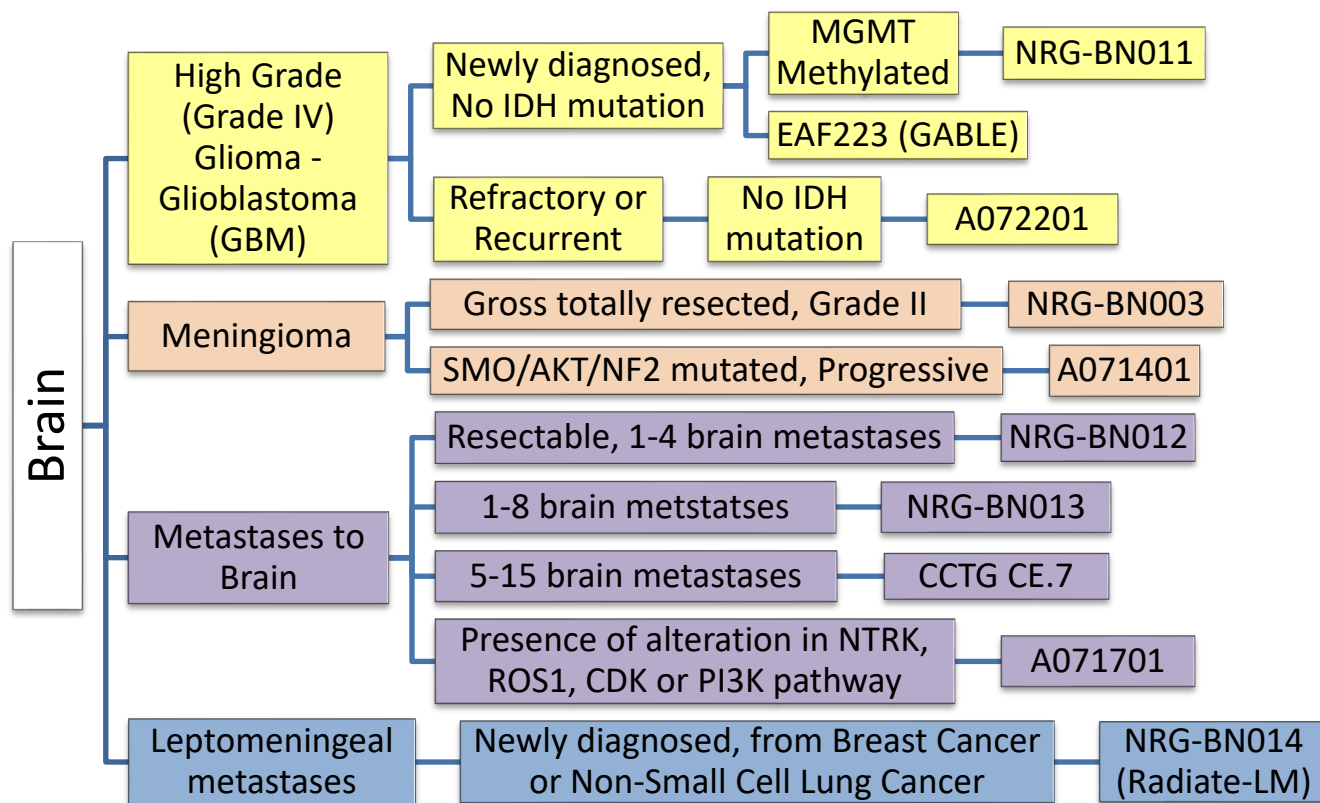 Brain
High Grade
(Grade IV)
Glioma -
Glioblastoma
(GBM)
Newly diagnosed,
No IDH mutation
MGMT
Methylated
NRG-BN011
EAF223 (GABLE)
Refractory or
Recurrent
No IDH
mutation
A072201
Meningioma
Gross totally resected, Grade II
NRG-BN003
SMO/AKT/NF2 mutated, Progressive
A071401
Metastases to
Brain
Resectable, 1-4 brain metastases
NRG-BN012
1-8 brain metstatses
NRG-BN013
5-15 brain metastases
CCTG CE.7
Presence of alteration in NTRK,
ROS1, CDK or PI3K pathway
A071701
Leptomeningeal
metastases
Newly diagnosed, from Breast Cancer
or Non-Small Cell Lung Cancer
NRG-BN014
(Radiate-LM)